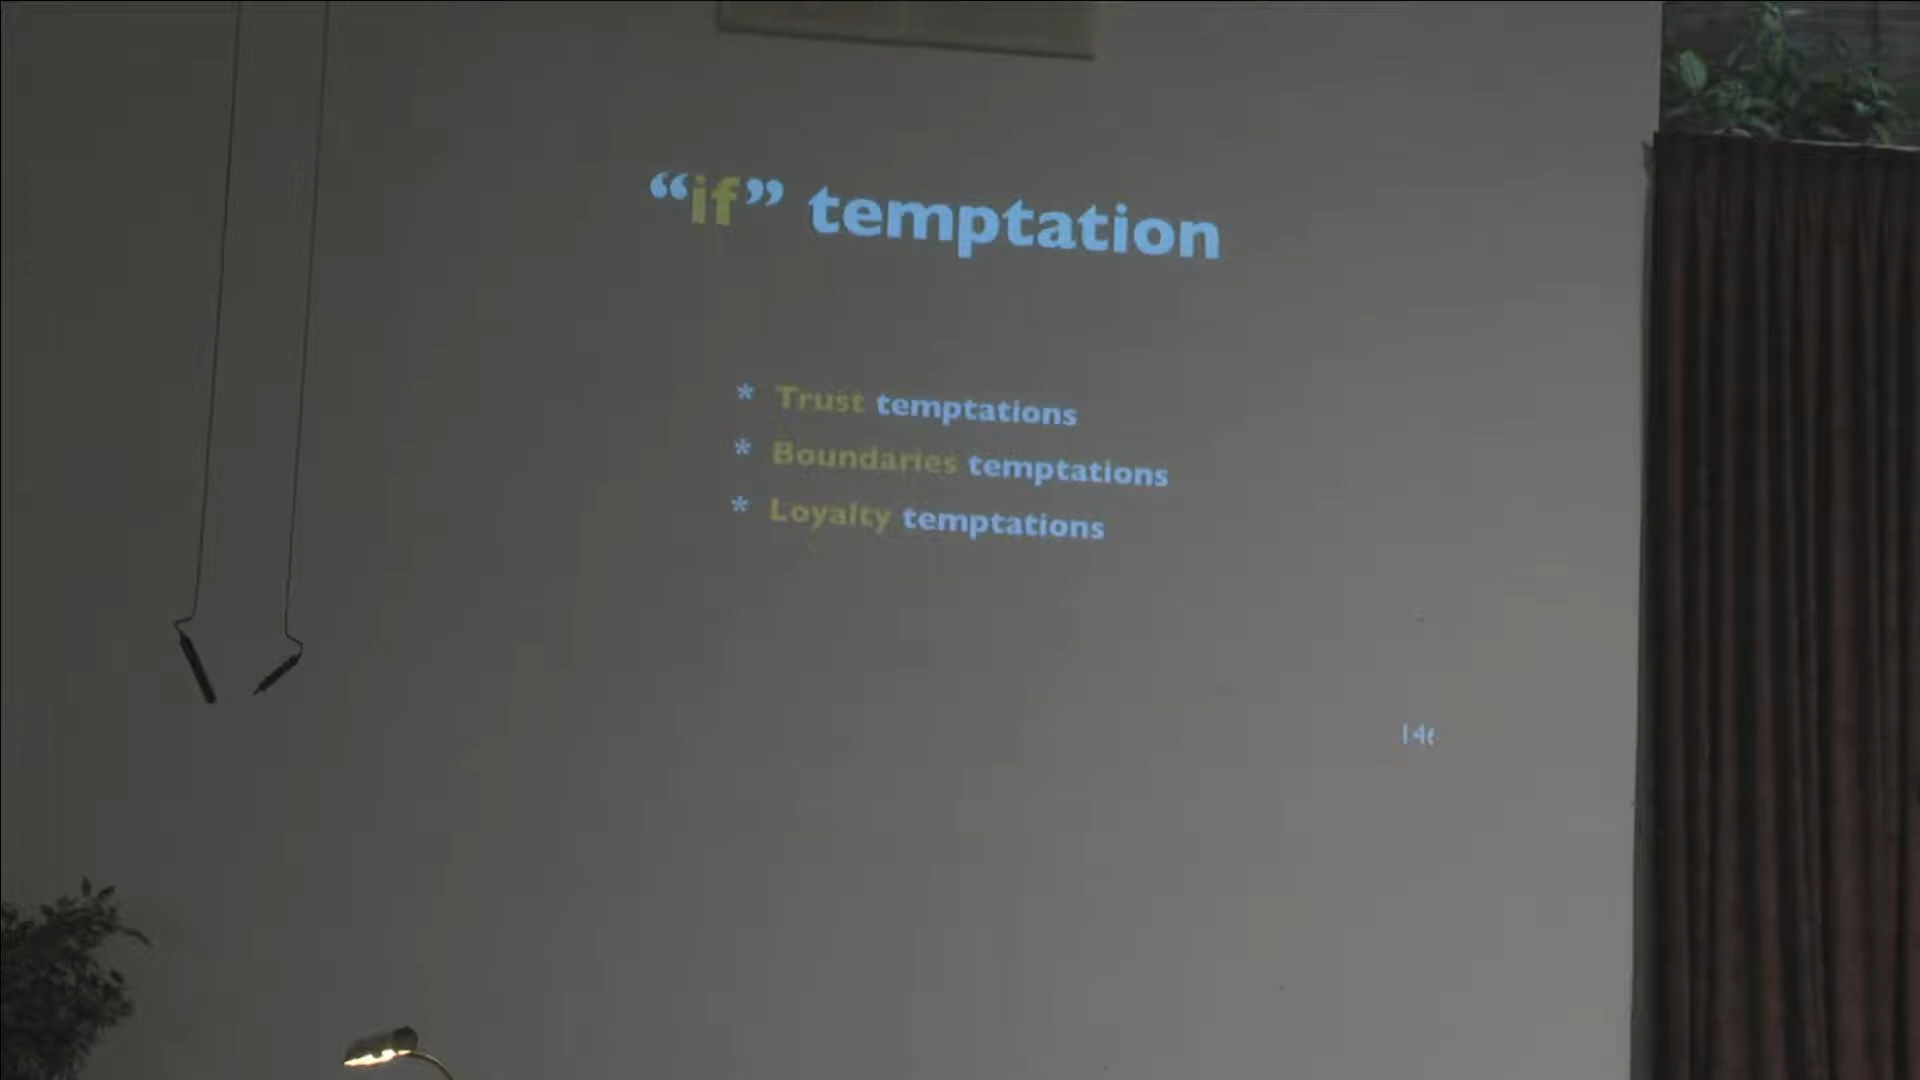 “if” temptation
* Trust temptations
* Boundaries temptations
* Loyalty temptations